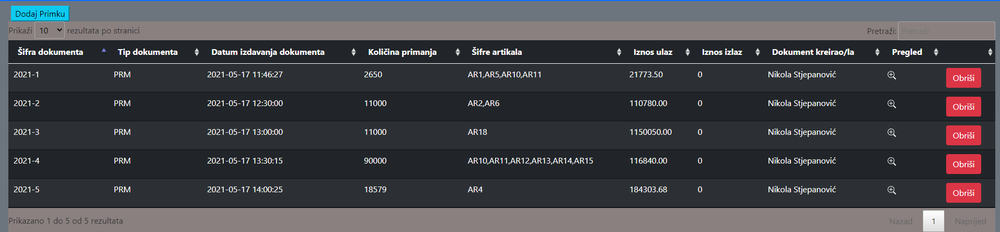 Dodaj Primku
Prikaži 10 rezultata po stranici Pretraži: Pretraži
Šifra dokumenta Tip dokumenta Datum izdavanja dokumenta Količina primanja Šifre artikala Iznos ulaz Iznos izlaz Dokument kreirao/la Pregled
2021-1 PRM 2021-05-17 11:46:27 2650 AR1,AR5,AR10,AR11 21773.50 0 Nikola Stjepanović Obriši
2021-2 PRM 2021-05-17 12:30:00 11000 AR2,AR6 110780.00 0 Nikola Stjepanović Obriši
2021-3 PRM 2021-05-17 13:00:00 11000 AR18 1150050.00 0 Nikola Stjepanović Obriši
2021-4 PRM 2021-05-17 13:30:15 90000 AR10,AR11,AR12,AR13,AR14,AR15 116840.00 0 Nikola Stjepanović Obriši
2021-5 PRM 2021-05-17 14:00:25 18579 AR4 184303.68 0 Nikola Stjepanović Obriši
Prikazano 1 do 5 od 5 rezultata Nazad 1 Naprijed